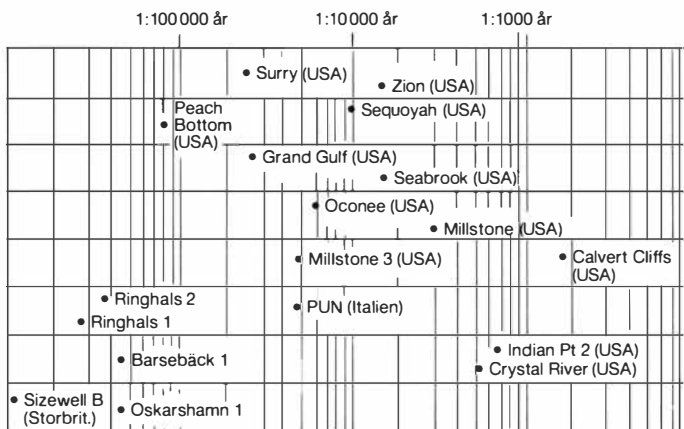 1:100 000 år 1:10 000 år 1:1000 år
Surry (USA)
Zion (USA)
Peach
Bottom
(USA)
Sequoyah (USA)
Grand Gulf (USA)
Seabrook (USA)
Oconee (USA)
Millstone (USA)
Millstone 3 (USA)
Calvert Cliffs
(USA)
Ringhals 2
PUN (Italien)
Ringhals 1
Indian Pt 2 (USA)
Barsebäck 1
Crystal River (USA)
Sizewell B
(Storbrit.)
Oskarshamn 1